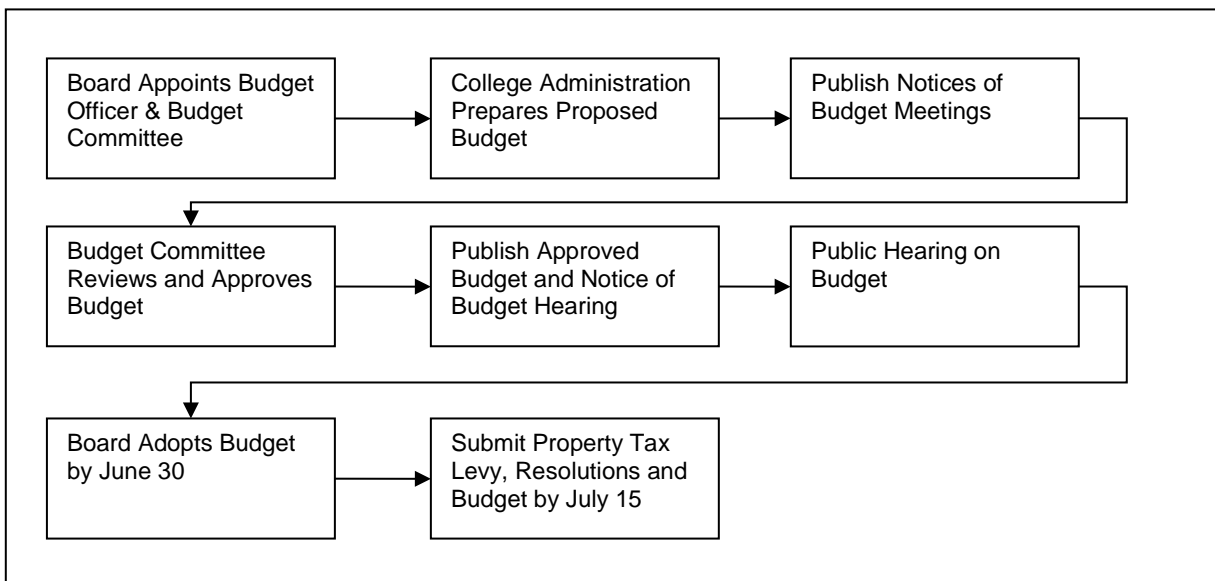 Board Appoints Budget
Officer & Budget
Committee
College Administration
Prepares Proposed
Budget
Publish Notices of
Budget Meetings
Budget Committee
Reviews and Approves
Budget
Publish Approved
Budget and Notice of
Budget Hearing
Public Hearing on
Budget
Board Adopts Budget
by June 30
Submit Property Tax
Levy, Resolutions and
Budget by July 15